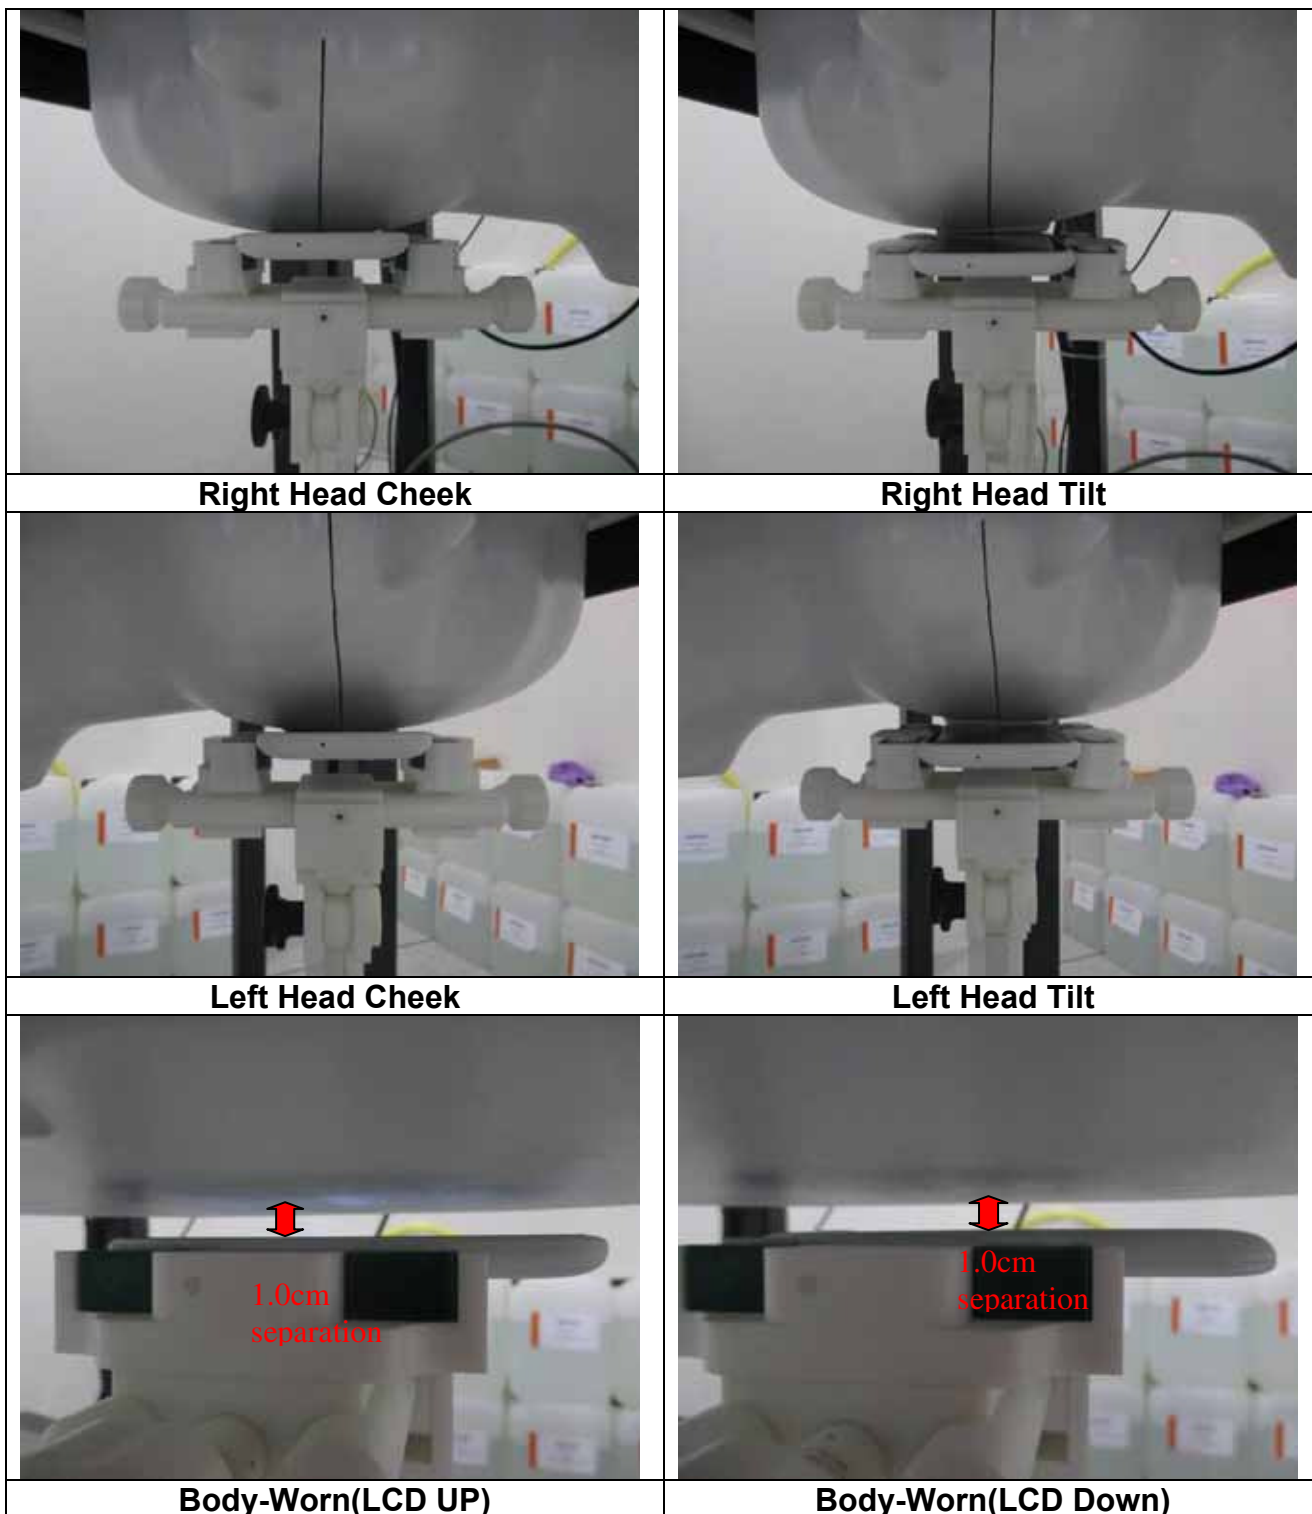 Right Head Cheek
Right Head Tilt
Left Head Cheek
Left Head Tilt
1.0cm
separation
1.0cm
separation
Body-Worn(LCD UP)
Body-Worn(LCD Down)